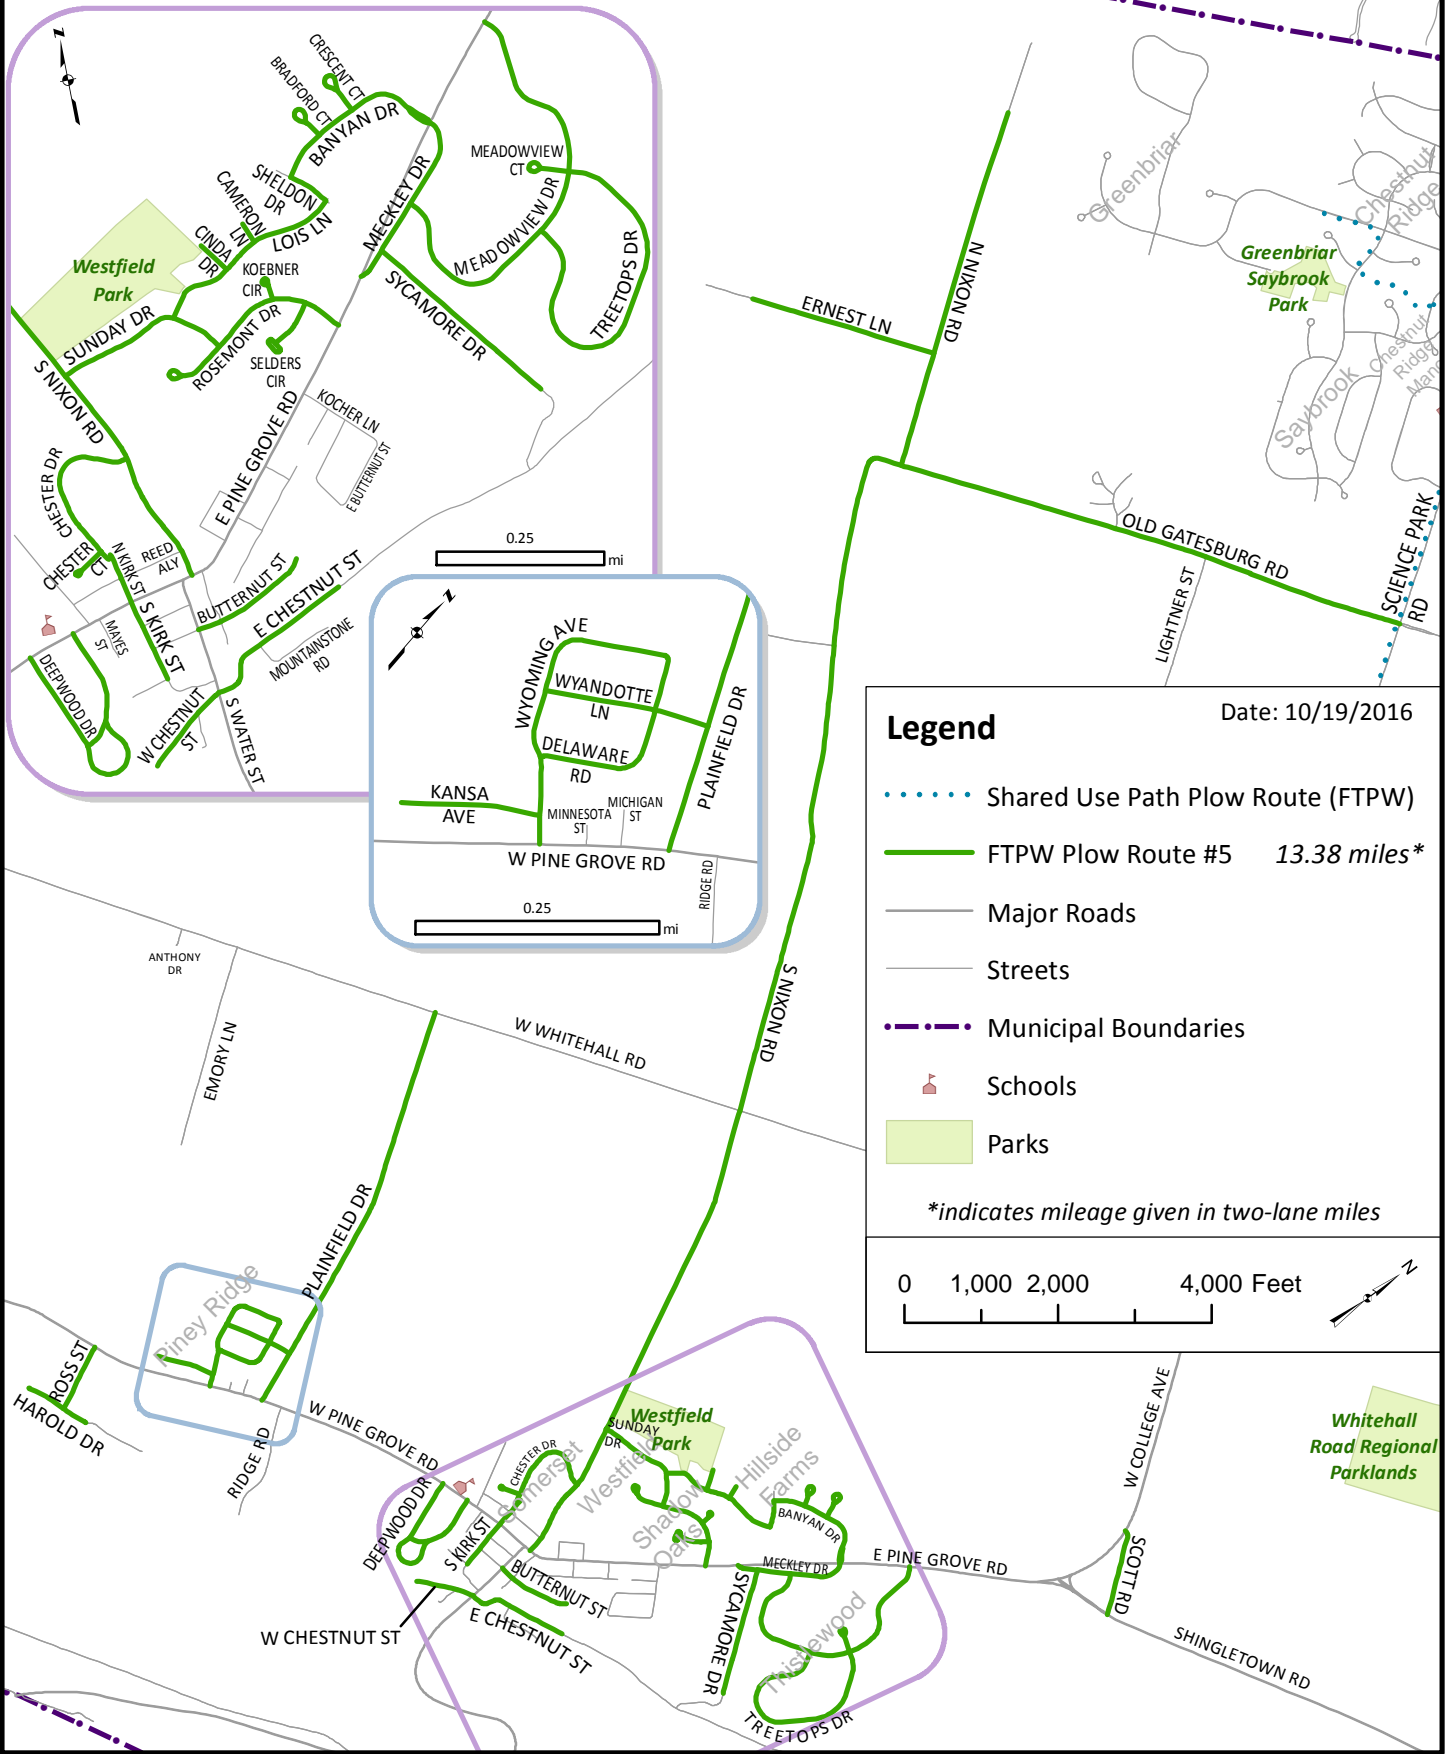 N
CRESCENT CT
BRADFORD CT
BANYAN DR
SHELDON
DR
CAMERON
LN
LOIS LN
CINDA
DR
MECKLEY DR
MEADOWVIEW
CT
MEADOWVIEW DR
TREETOPS DR
Westfield
Park
KOEBNER
CIR
SUNDAY DR
ROSEMONT DR
SELDERS
CIR
SYCAMORE DR
S NIXON RD
E PINE GROVE RD
KOCHER LN
E BUTTERNUT ST
CHESTER DR
CHESTER
CT
N KIRK ST
REED
ALY
S KIRK ST
BUTTERNUT ST
E CHESTNUT ST
MOUNTAINSTONE
RD
MAYES
ST
DEEPWOOD DR
W CHESTNUT
ST
S WATER ST
0.25
mi
N
WYOMING AVE
WYANDOTTE
LN
DELAWARE
RD
PLAINFIELD DR
KANSA
AVE
MINNESOTA
ST
MICHIGAN
ST
W PINE GROVE RD
RIDGE RD
0.25
mi
Greenbriar
Chestnut
Ridge
Greenbriar
Saybrook
Park
Chestnut
Ridge
Saybrook
N NIXON RD
ERNEST LN
OLD GATESBURG RD
SCIENCE PARK
RD
LIGHTNER ST
Legend
Date: 10/19/2016
Shared Use Path Plow Route (FTPW)
FTPW Plow Route #5 13.38 miles*
Major Roads
Streets
Municipal Boundaries
Schools
Parks
*indicates mileage given in two-lane miles
0 1,000 2,000 4,000 Feet
N
ANTHONY
DR
EMORY LN
W WHITEHALL RD
S NIXON RD
PLAINFIELD DR
Piney Ridge
ROSS ST
HAROLD DR
RIDGE RD
W PINE GROVE RD
Westfield
Park
SUNDAY
DR
CHESTER DR
Somerset
Westfield
Hillside
Farms
Shadow
Oaks
BANYAN DR
MECKLEY DR
E PINE GROVE RD
DEEPWOOD DR
S KIRK ST
BUTTERNUT ST
W CHESTNUT ST
E CHESTNUT ST
SYCAMORE DR
Thistlewood
TREETOPS DR
W COLLEGE AVE
SCOTT RD
SHINGLETOWN RD
Whitehall
Road Regional
Parklands